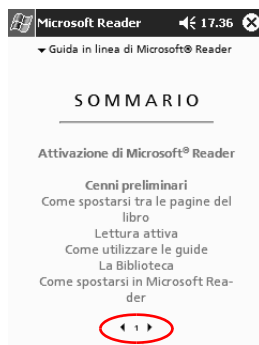 Microsoft Reader 17.36
Guida in linea di Microsoft® Reader
SOMMARIO
Attivazione di Microsoft® Reader
Cenni preliminari
Come spostarsi tra le pagine del
libro
Lettura attiva
Come utilizzare le guide
La Biblioteca
Come spostarsi in Microsoft Rea-
der
1